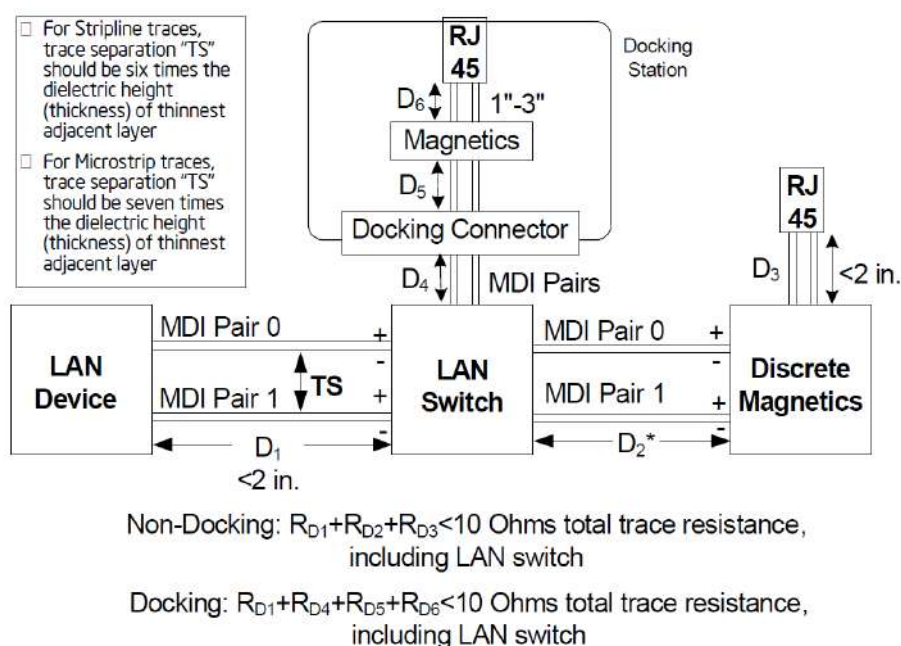 □ For Stripline traces,
trace separation “TS”
should be six times the
dielectric height
(thickness) of thinnest
adjacent layer
□ For Microstrip traces,
trace separation “TS”
should be seven times
the dielectric height
(thickness) of thinnest
adjacent layer
RJ
45
Docking
Station
D6
1"-3"
Magnetics
D5
Docking Connector
D4
MDI Pairs
RJ
45
D3
<2 in.
LAN
Device
MDI Pair 0
+
-
TS
MDI Pair 1
+
-
D1
<2 in.
LAN
Switch
MDI Pair 0
+
-
MDI Pair 1
+
-
D2*
Discrete
Magnetics
Non-Docking: RD1+RD2+RD3<10 Ohms total trace resistance,
including LAN switch
Docking: RD1+RD4+RD5+RD6<10 Ohms total trace resistance,
including LAN switch